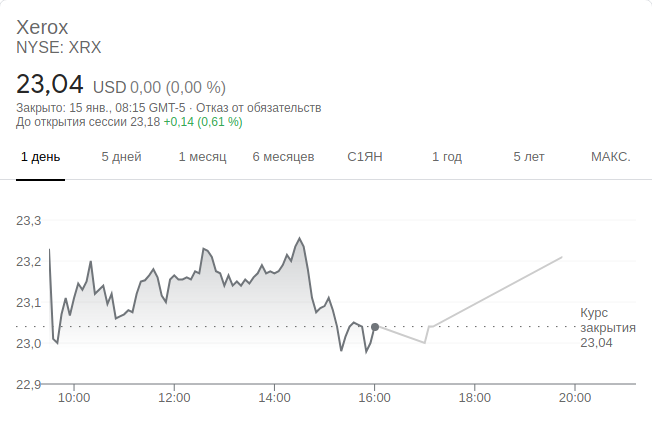 Xerox
NYSE: XRX
23,04 USD 0,00 (0,00 %)
Закрыто: 15 янв., 08:15 GMT-5 · Отказ от обязательств
До открытия сессии 23,18 +0,14 (0,61 %)
1 день 5 дней 1 месяц 6 месяцев С1ЯН 1 год 5 лет МАКС.
23,3
23,2
23,1
23,0
22,9
Курс
закрытия
23,04
10:00 12:00 14:00 16:00 18:00 20:00